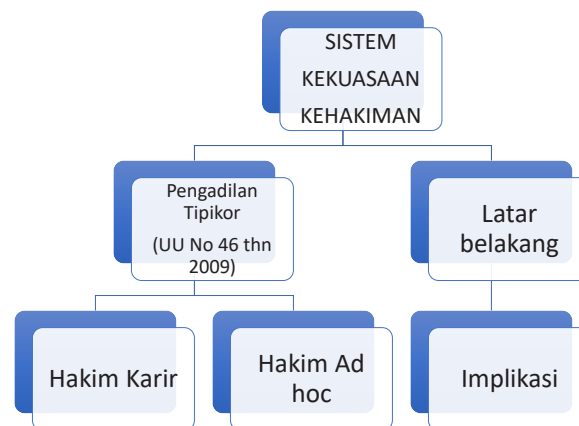 SISTEM
KEKUASAAN
KEHAKIMAN
Pengadilan
Tipikor
(UU No 46 thn
2009)
Latar
belakang
Hakim Karir
Hakim Ad
hoc
Implikasi